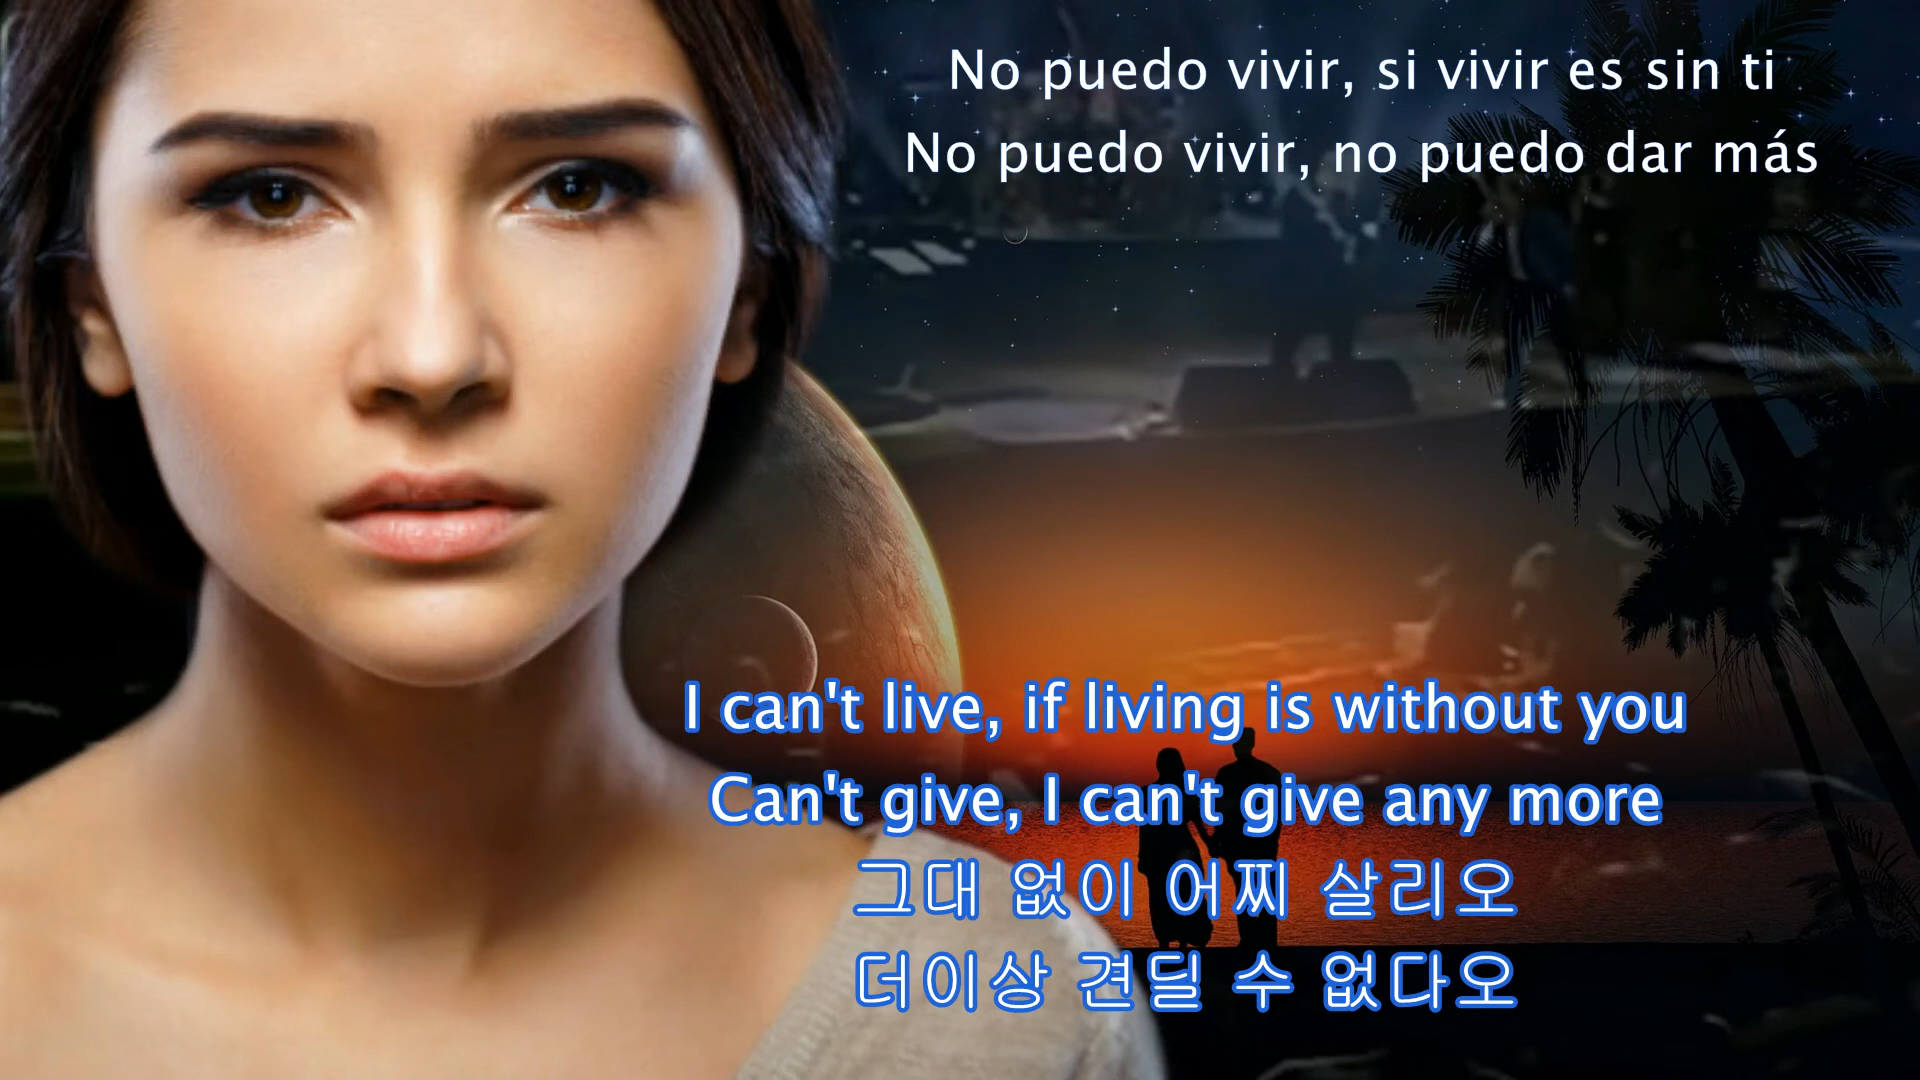 No puedo vivir, si vivir es sin ti
No puedo vivir, no puedo dar más
I can't live, if living is without you
Can't give, I can't give any more
그대 없이 어찌 살리오
더이상 견딜 수 없다오